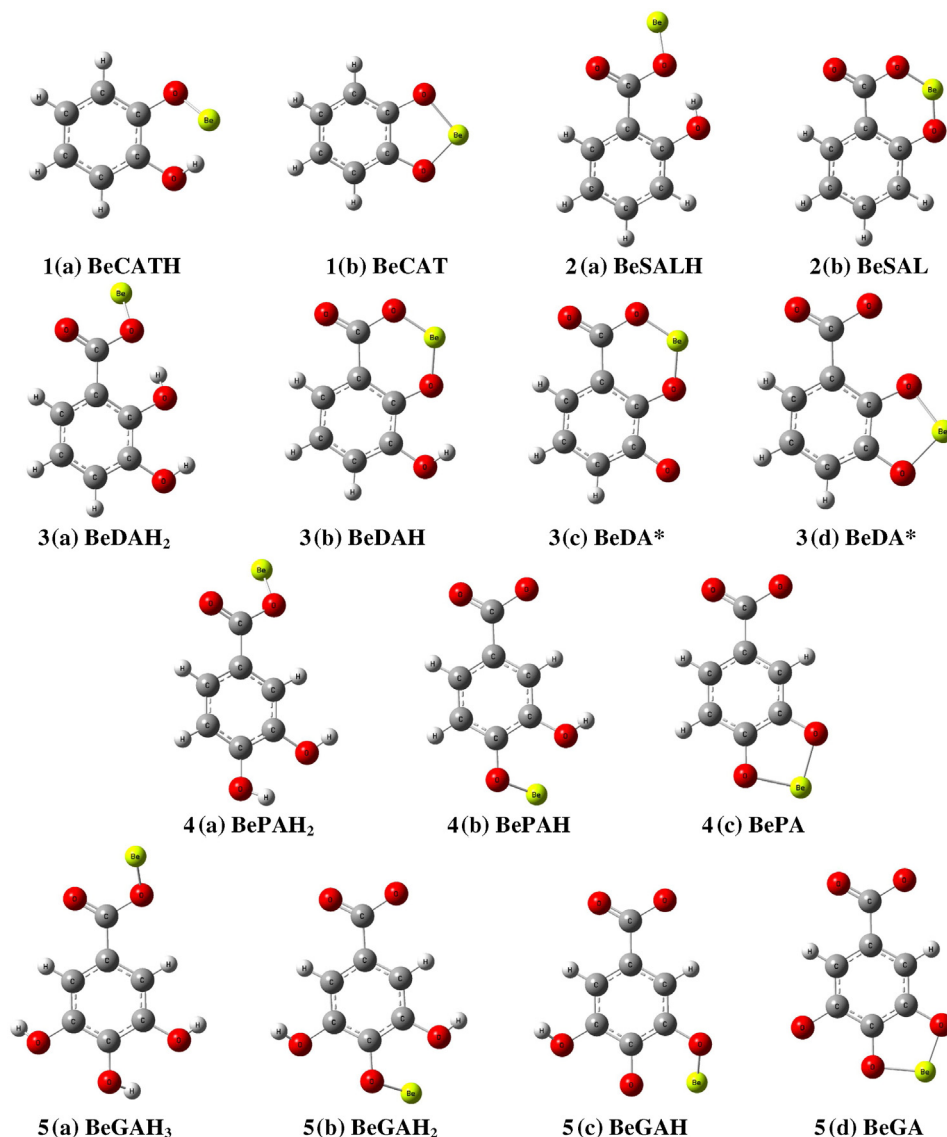 1(a) BeCATH 1(b) BeCAT 2(a) BeSALH 2(b) BeSAL
3(a) BeDAH₂ 3(b) BeDAH 3(c) BeDA* 3(d) BeDA*
4(a) BePAH₂ 4(b) BePAH 4(c) BePA
5(a) BeGAH₃ 5(b) BeGAH₂ 5(c) BeGAH 5(d) BeGA